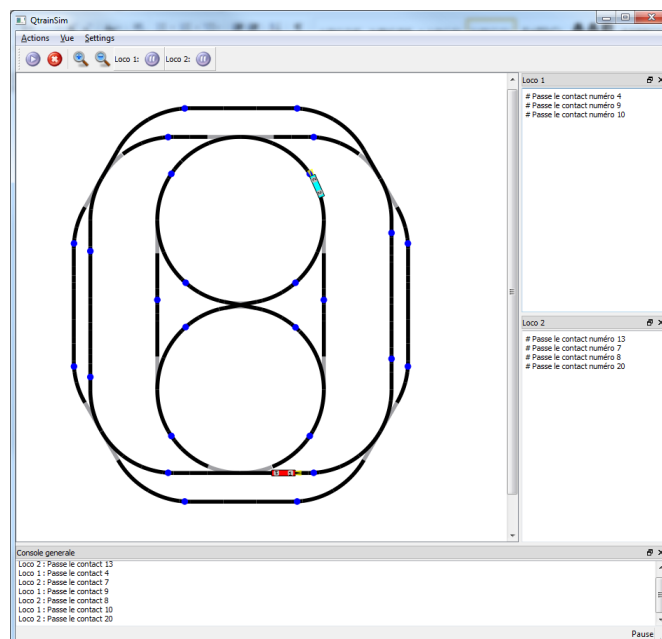 QtrainSim
Actions Vue Settings
Loco 1: Loco 2:
Loco 1
# Passe le contact numéro 4
# Passe le contact numéro 9
# Passe le contact numéro 10
Loco 2
# Passe le contact numéro 13
# Passe le contact numéro 7
# Passe le contact numéro 8
# Passe le contact numéro 20
Console generale
Loco 2 : Passe le contact 13
Loco 1 : Passe le contact 4
Loco 2 : Passe le contact 7
Loco 1 : Passe le contact 9
Loco 2 : Passe le contact 8
Loco 1 : Passe le contact 10
Loco 2 : Passe le contact 20
Pause